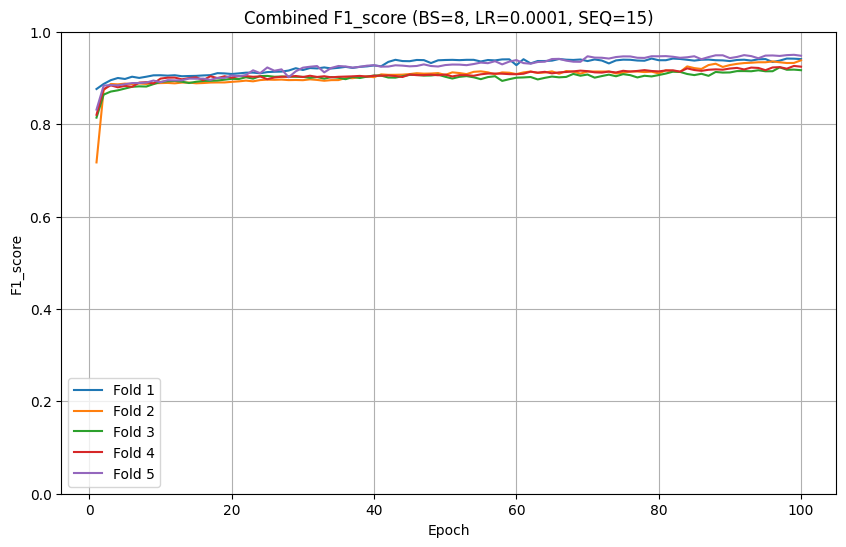 Combined F1_score (BS=8, LR=0.0001, SEQ=15)
F1_score
1.0
0.8
0.6
0.4
0.2
0.0
Fold 1
Fold 2
Fold 3
Fold 4
Fold 5
0 20 40 60 80 100
Epoch